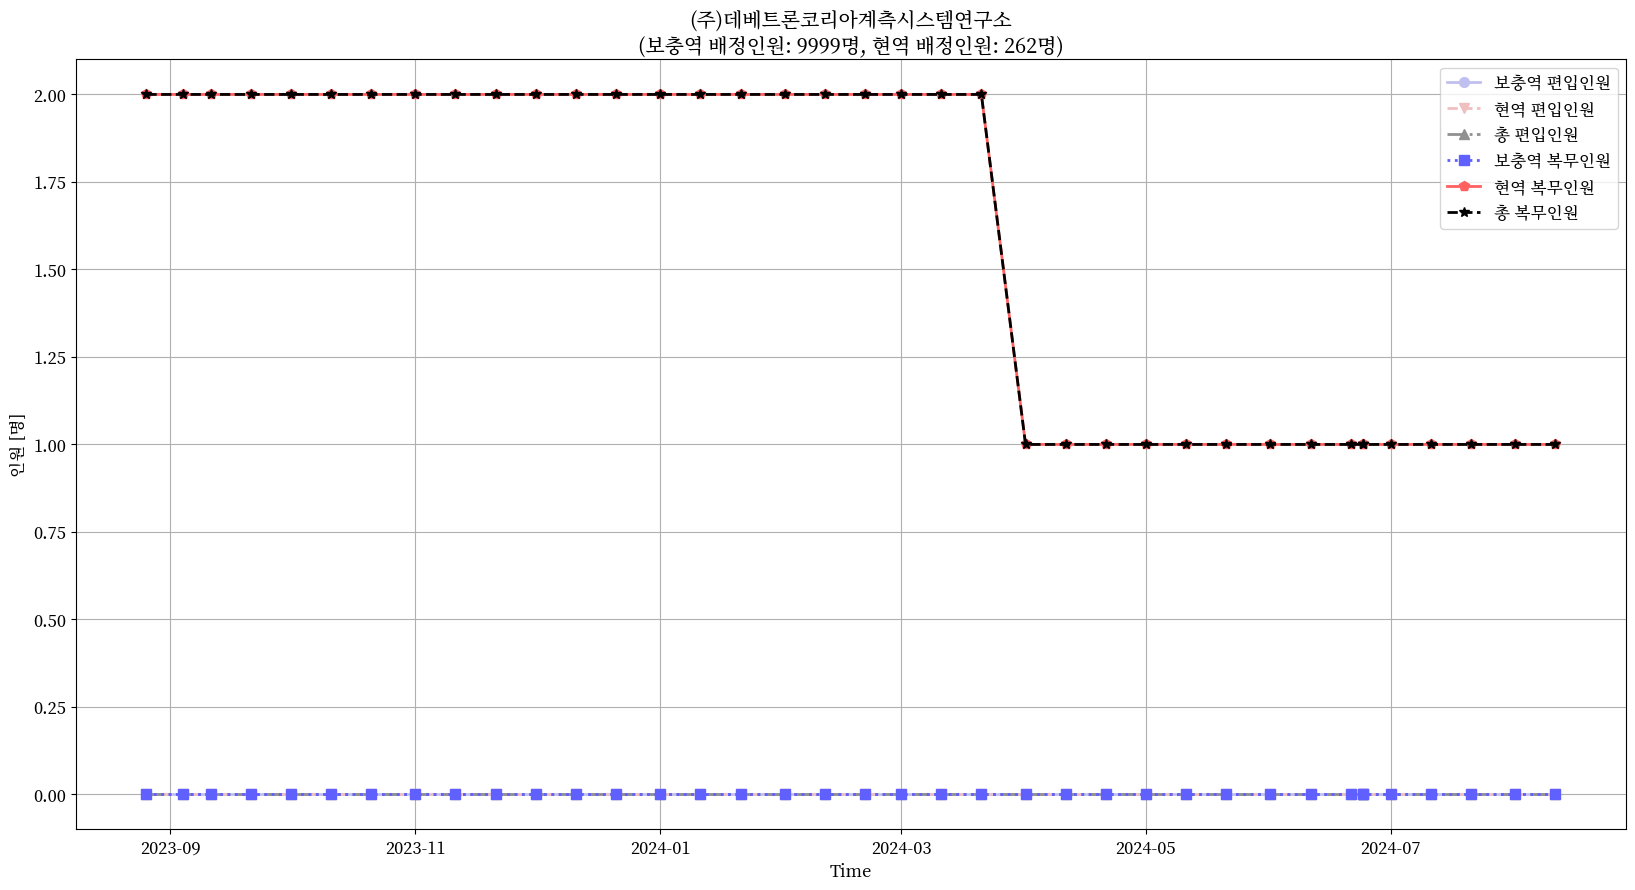 (주)데베트론코리아계측시스템연구소
(보충역 배정인원: 9999명, 현역 배정인원: 262명)
보충역 편입인원
현역 편입인원
총 편입인원
보충역 복무인원
현역 복무인원
총 복무인원
인원 [명]
2.00
1.75
1.50
1.25
1.00
0.75
0.50
0.25
0.00
2023-09
2023-11
2024-01
2024-03
2024-05
2024-07
Time